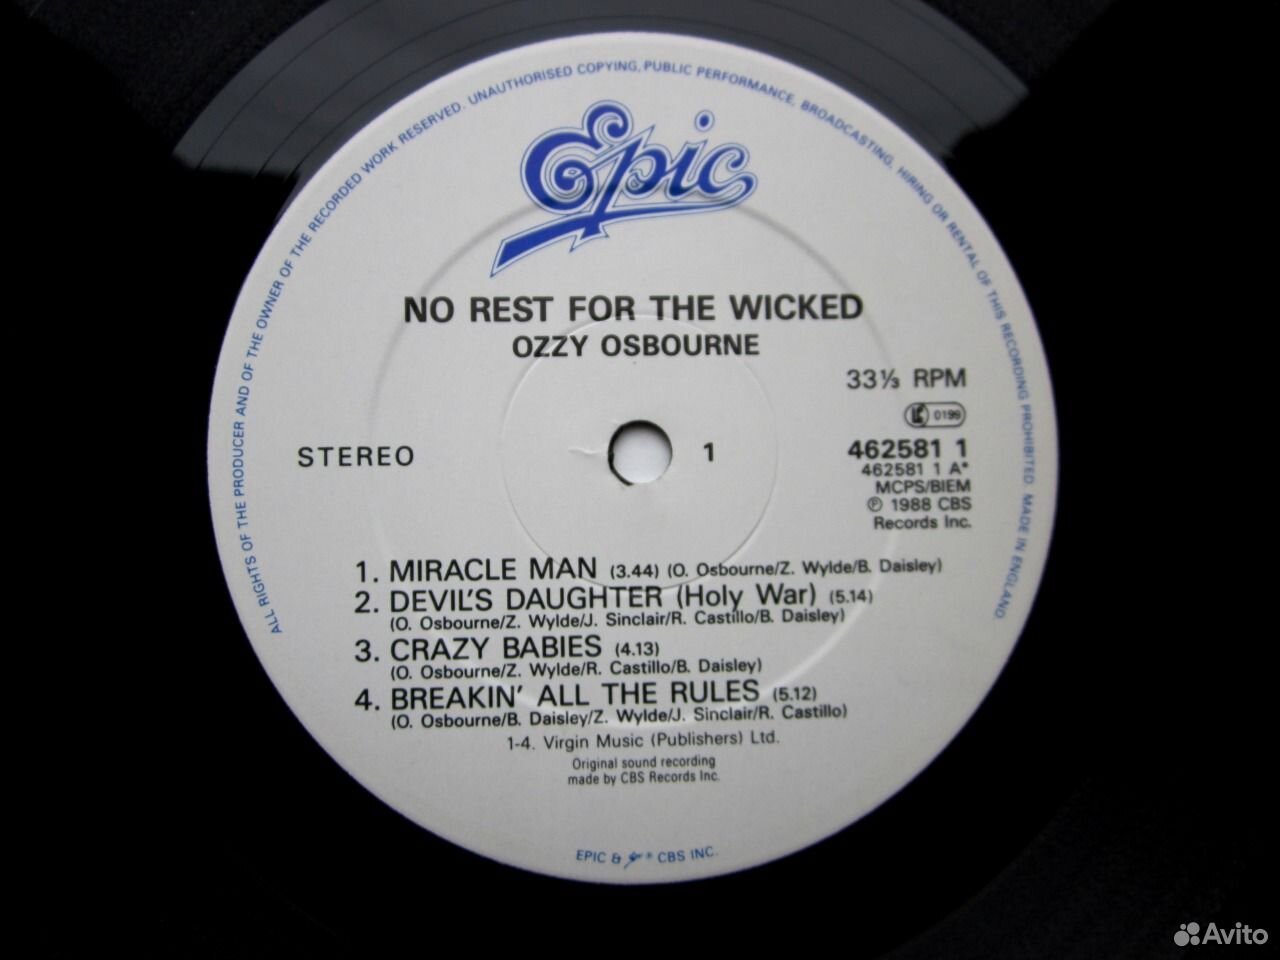 ALL RIGHTS OF THE PRODUCER AND OF THE OWNER OF THE RECORDED WORK RESERVED. UNAUTHORISED COPYING, PUBLIC PERFORMANCE, BROADCASTING, HIRING OR RENTAL OF THIS RECORDING PROHIBITED. MADE IN ENGLAND.
Epic
NO REST FOR THE WICKED
OZZY OSBOURNE
33⅓ RPM
LC 0199
STEREO
1
462581 1
462581 1 A*
MCPS/BIEM
℗ 1988 CBS
Records Inc.
1. MIRACLE MAN (3.44) (O. Osbourne/Z. Wylde/B. Daisley)
2. DEVIL'S DAUGHTER (Holy War) (5.14)
(O. Osbourne/Z. Wylde/J. Sinclair/R. Castillo/B. Daisley)
3. CRAZY BABIES (4.13)
(O. Osbourne/Z. Wylde/R. Castillo/B. Daisley)
4. BREAKIN' ALL THE RULES (5.12)
(O. Osbourne/B. Daisley/Z. Wylde/J. Sinclair/R. Castillo)
1-4. Virgin Music (Publishers) Ltd.
Original sound recording
made by CBS Records Inc.
EPIC & * CBS INC.
Avito